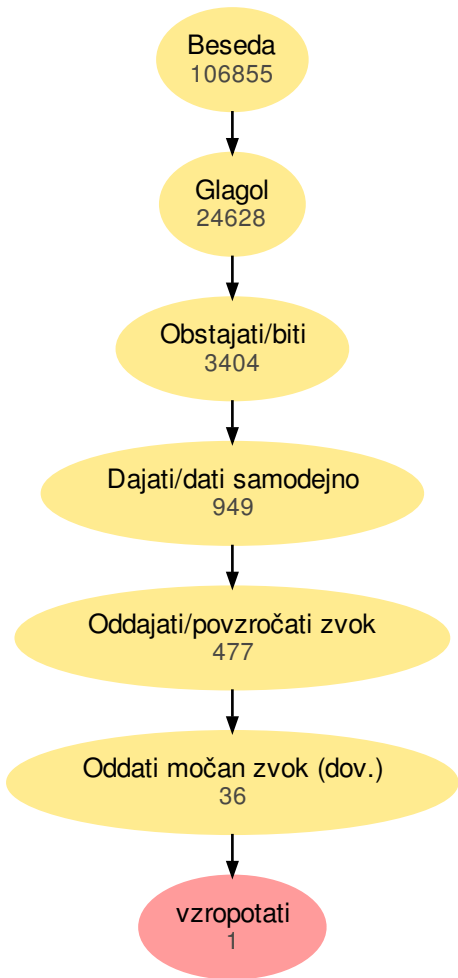 Beseda
106855
Glagol
24628
Obstajati/biti
3404
Dajati/dati samodejno
949
Oddajati/povzročati zvok
477
Oddati močan zvok (dov.)
36
vzropotati
1